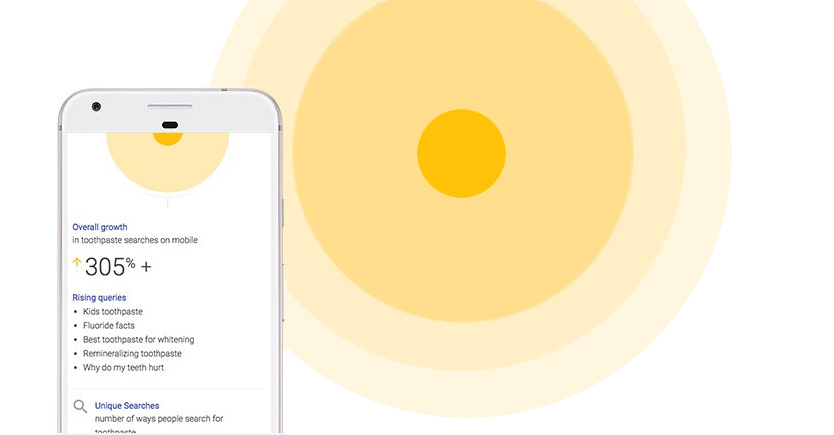 Overall growth
in toothpaste searches on mobile
305% +
Rising queries
• Kids toothpaste
• Fluoride facts
• Best toothpaste for whitening
• Remineralizing toothpaste
• Why do my teeth hurt
Unique Searches
number of ways people search for
toothpaste